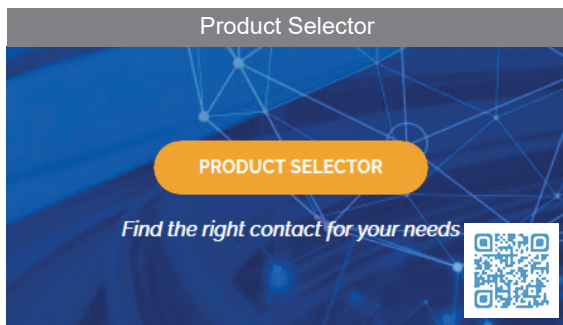 Product Selector
PRODUCT SELECTOR
Find the right contact for your needs